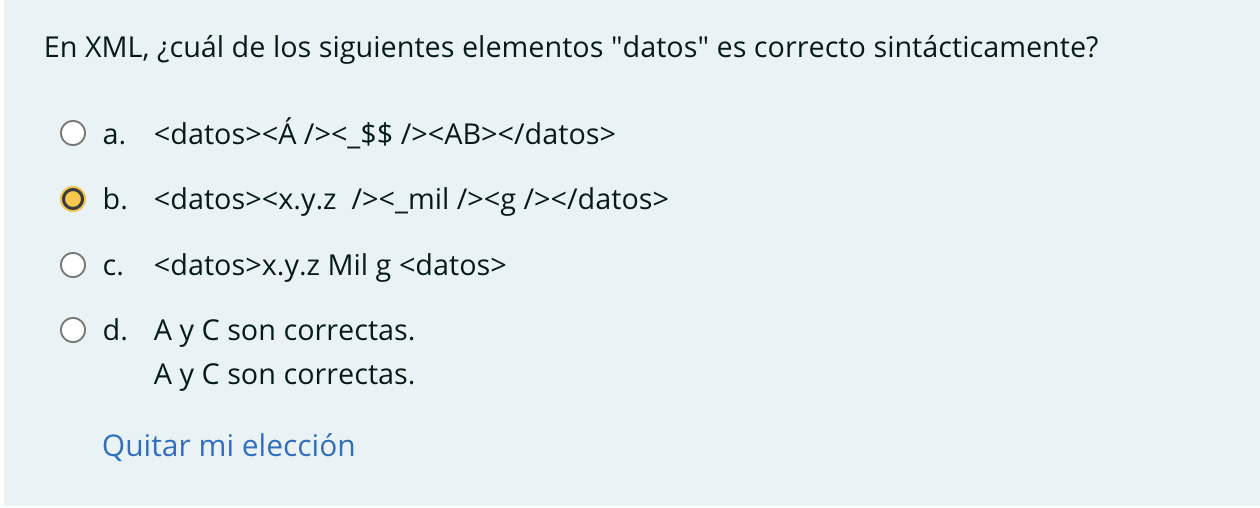 En XML, ¿cuál de los siguientes elementos "datos" es correcto sintácticamente?
a. <datos><Á /><_$$ /><AB></datos>
b. <datos><x.y.z  /><_mil /><g /></datos>
c. <datos>x.y.z Mil g <datos>
d. A y C son correctas.
A y C son correctas.
Quitar mi elección